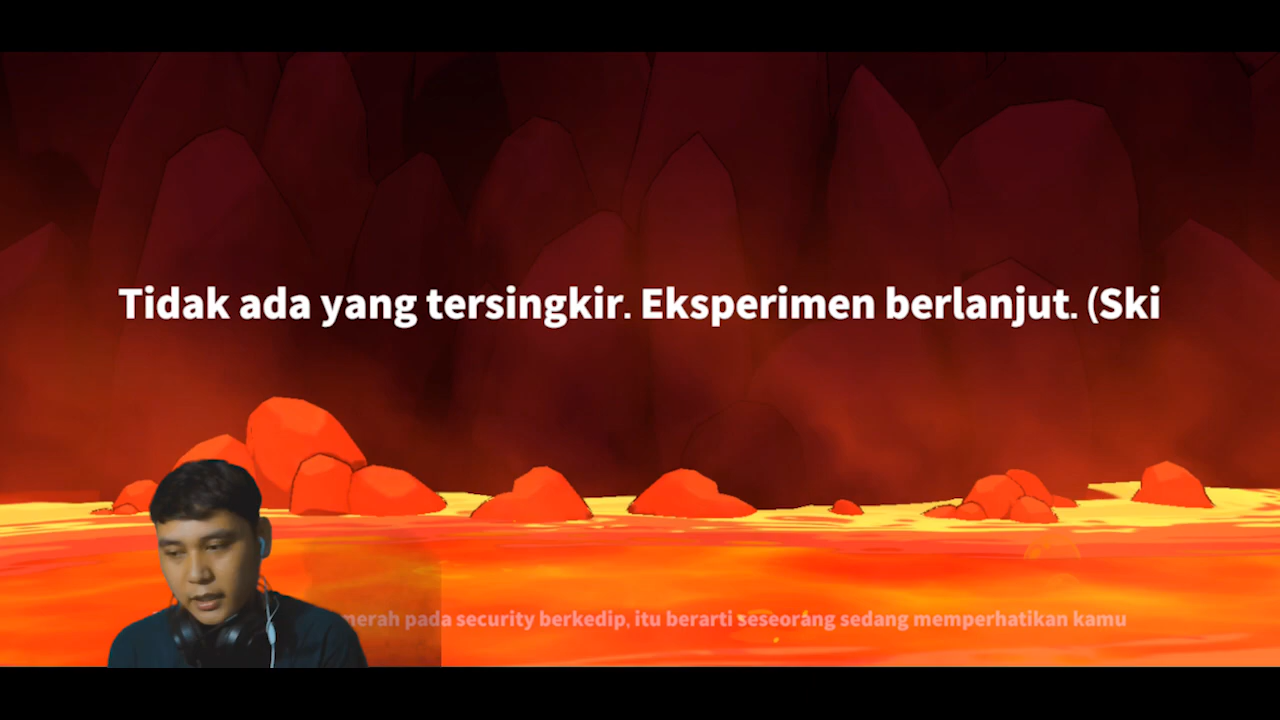 Tidak ada yang tersingkir. Eksperimen berlanjut. (Ski
merah pada security berkedip, itu berarti seseorang sedang memperhatikan kamu